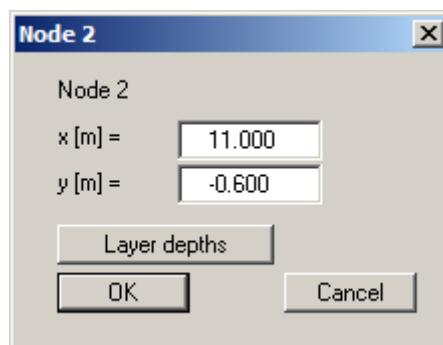 Node 2
Node 2
x [m] = 11.000
y [m] = -0.600
Layer depths
OK Cancel